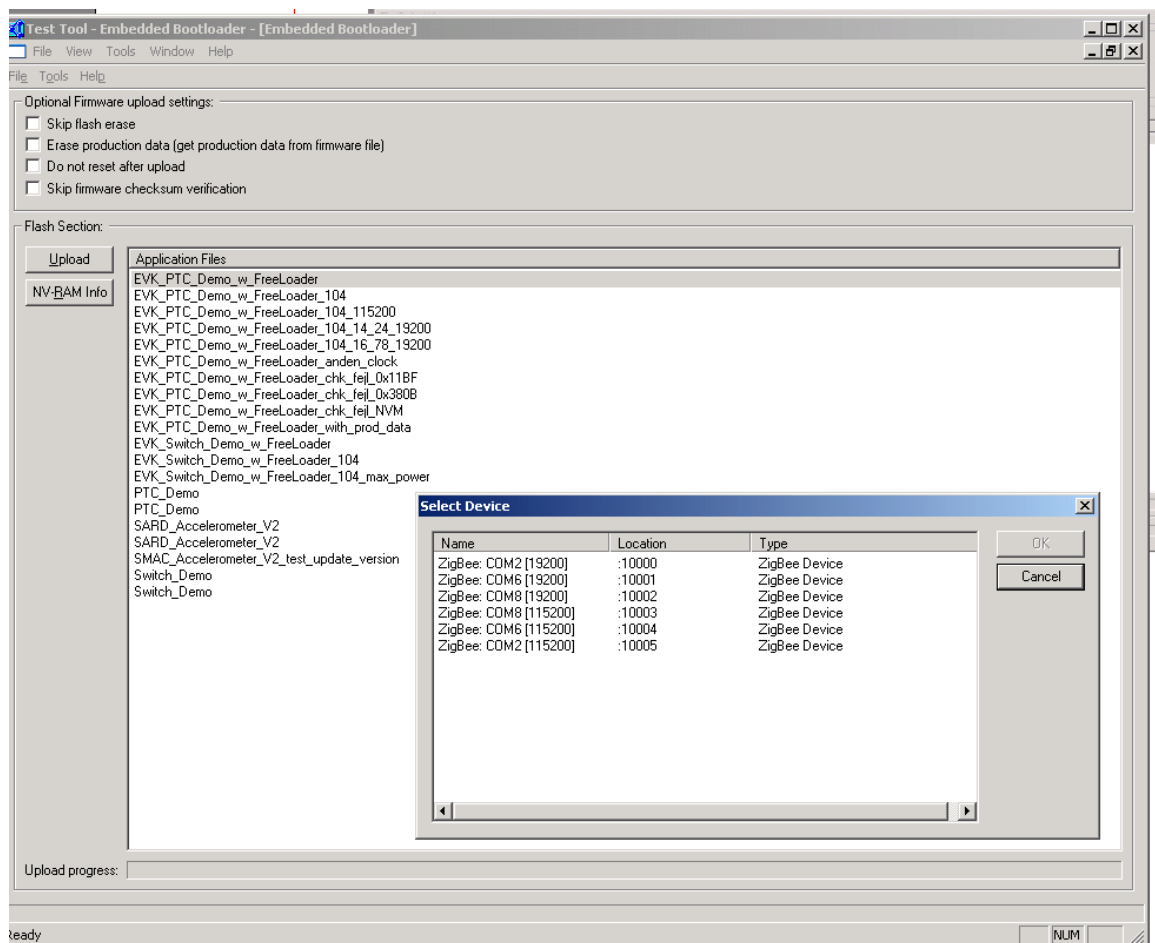 Test Tool - Embedded Bootloader - [Embedded Bootloader]
File View Tools Window Help
File Tools Help
Optional Firmware upload settings:
Skip flash erase
Erase production data (get production data from firmware file)
Do not reset after upload
Skip firmware checksum verification
Flash Section:
Upload
NV-RAM Info
Application Files
EVK_PTC_Demo_w_FreeLoader
EVK_PTC_Demo_w_FreeLoader_104
EVK_PTC_Demo_w_FreeLoader_104_115200
EVK_PTC_Demo_w_FreeLoader_104_14_24_19200
EVK_PTC_Demo_w_FreeLoader_104_16_78_19200
EVK_PTC_Demo_w_FreeLoader_anden_clock
EVK_PTC_Demo_w_FreeLoader_chk_fejl_0x11BF
EVK_PTC_Demo_w_FreeLoader_chk_fejl_0x380B
EVK_PTC_Demo_w_FreeLoader_chk_fejl_NVM
EVK_PTC_Demo_w_FreeLoader_with_prod_data
EVK_Switch_Demo_w_FreeLoader
EVK_Switch_Demo_w_FreeLoader_104
EVK_Switch_Demo_w_FreeLoader_104_max_power
PTC_Demo
PTC_Demo
SARD_Accelerometer_V2
SARD_Accelerometer_V2
SMAC_Accelerometer_V2_test_update_version
Switch_Demo
Switch_Demo
Select Device
Name Location Type
ZigBee: COM2 [19200] :10000 ZigBee Device
ZigBee: COM6 [19200] :10001 ZigBee Device
ZigBee: COM8 [19200] :10002 ZigBee Device
ZigBee: COM8 [115200] :10003 ZigBee Device
ZigBee: COM6 [115200] :10004 ZigBee Device
ZigBee: COM2 [115200] :10005 ZigBee Device
OK
Cancel
Upload progress:
Ready NUM